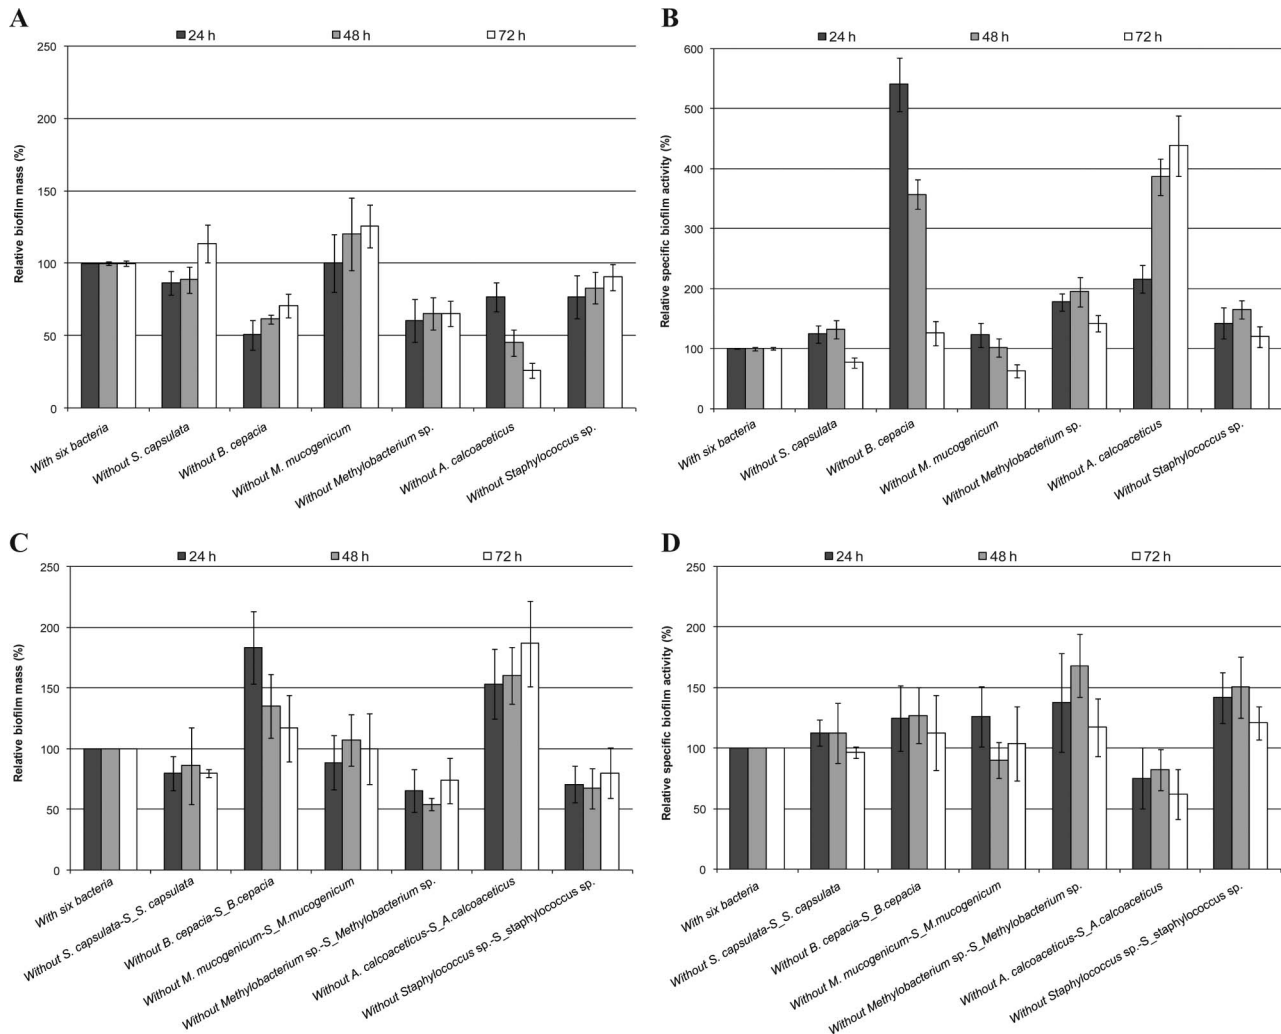 A
24 h 48 h 72 h
Relative biofilm mass (%)
250
200
150
100
50
0
With six bacteria
Without S. capsulata
Without B. cepacia
Without M. mucogenicum
Without Methylobacterium sp.
Without A. calcoaceticus
Without Staphylococcus sp.
B
24 h 48 h 72 h
Relative specific biofilm activity (%)
600
500
400
300
200
100
0
With six bacteria
Without S. capsulata
Without B. cepacia
Without M. mucogenicum
Without Methylobacterium sp.
Without A. calcoaceticus
Without Staphylococcus sp.
C
24 h 48 h 72 h
Relative biofilm mass (%)
250
200
150
100
50
0
With six bacteria
Without S. capsulata-S_S. capsulata
Without B. cepacia-S_B.cepacia
Without M. mucogenicum-S_M.mucogenicum
Without Methylobacterium sp.-S_Methylobacterium sp.
Without A. calcoaceticus-S_A.calcoaceticus
Without Staphylococcus sp.-S_staphylococcus sp.
D
24 h 48 h 72 h
Relative specific biofilm activity (%)
250
200
150
100
50
0
With six bacteria
Without S. capsulata-S_S. capsulata
Without B. cepacia-S_B.cepacia
Without M. mucogenicum-S_M.mucogenicum
Without Methylobacterium sp.-S_Methylobacterium sp.
Without A. calcoaceticus-S_A.calcoaceticus
Without Staphylococcus sp.-S_staphylococcus sp.